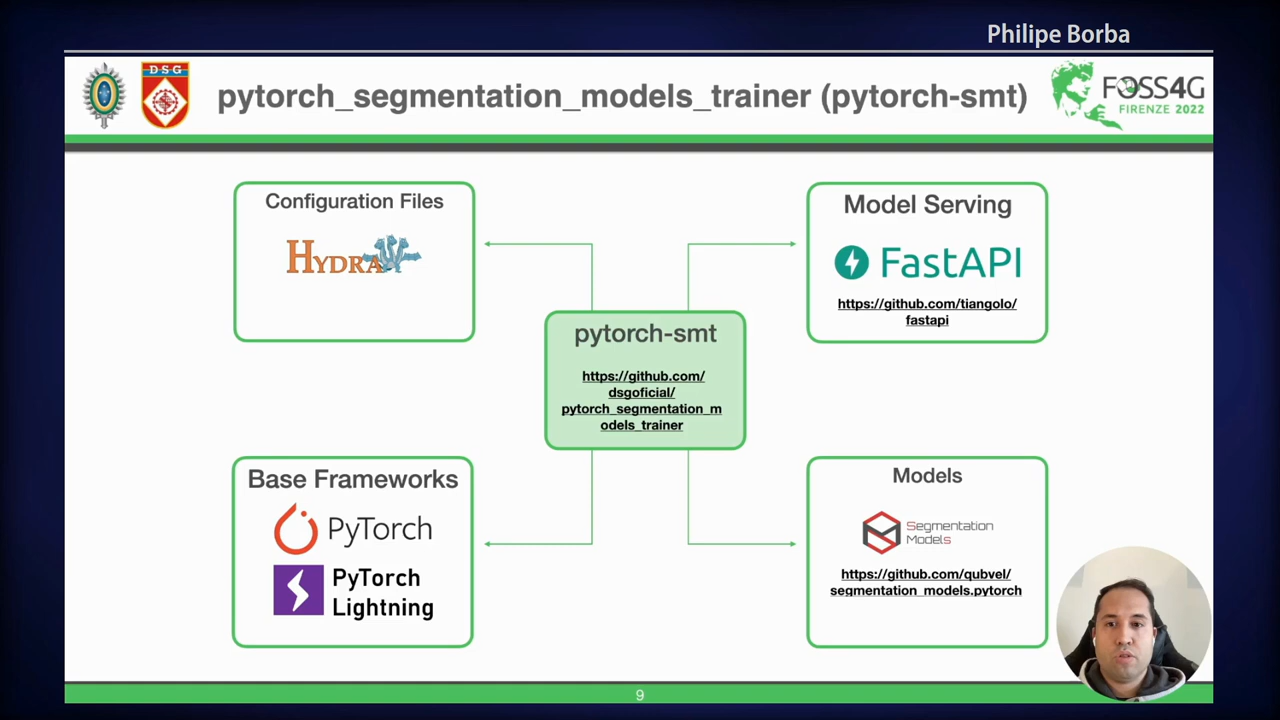 Philipe Borba
DSG
pytorch_segmentation_models_trainer (pytorch-smt)
FOSS4G
FIRENZE 2022
Configuration Files
HYDRA
Model Serving
FastAPI
https://github.com/tiangolo/
fastapi
pytorch-smt
https://github.com/
dsgoficial/
pytorch_segmentation_m
odels_trainer
Base Frameworks
PyTorch
PyTorch
Lightning
Models
Segmentation
Models
https://github.com/qubvel/
segmentation_models.pytorch
9